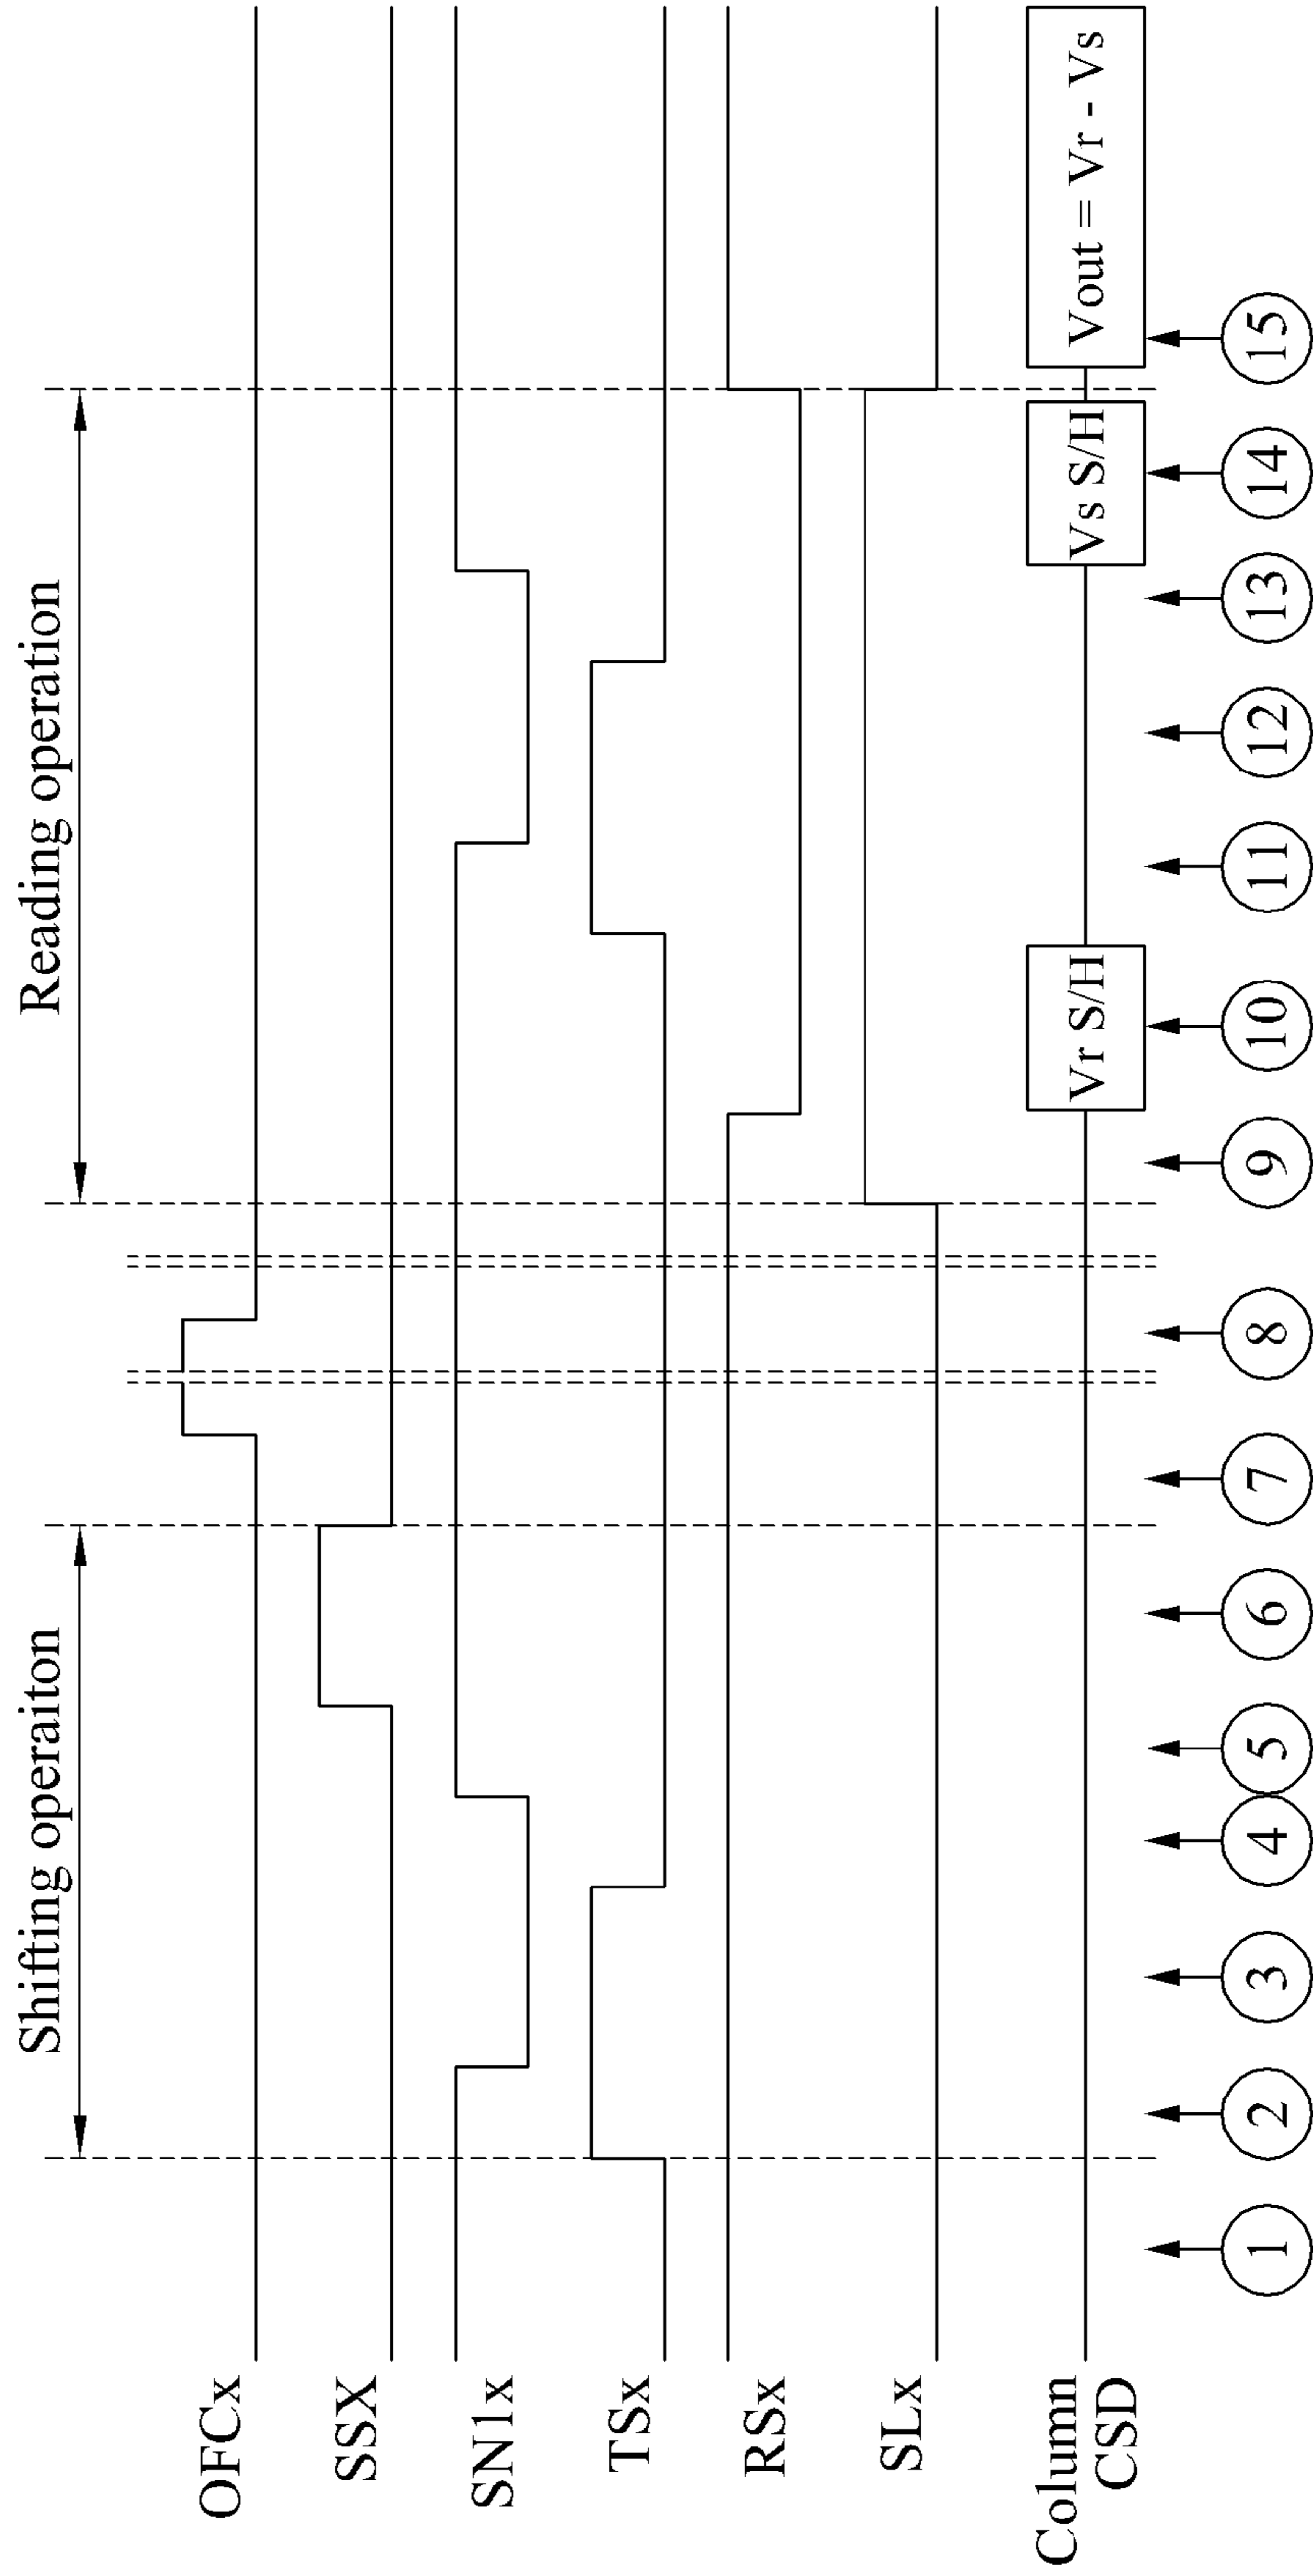 Shifting operaiton
Reading operation
OFCx
SSX
SN1x
TSx
RSx
SLx
Column
CSD
Vr S/H
Vs S/H
Vout = Vr - Vs
1 2 3 4 5 6 7 8 9 10 11 12 13 14 15